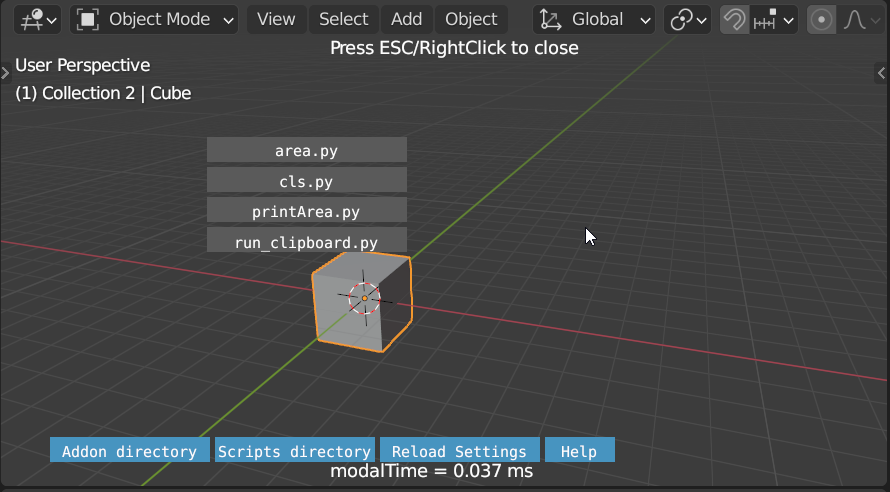 Object Mode View Select Add Object Global
Press ESC/RightClick to close
User Perspective
(1) Collection 2 | Cube
area.py
cls.py
printArea.py
run_clipboard.py
Addon directory Scripts directory Reload Settings Help
modalTime = 0.037 ms